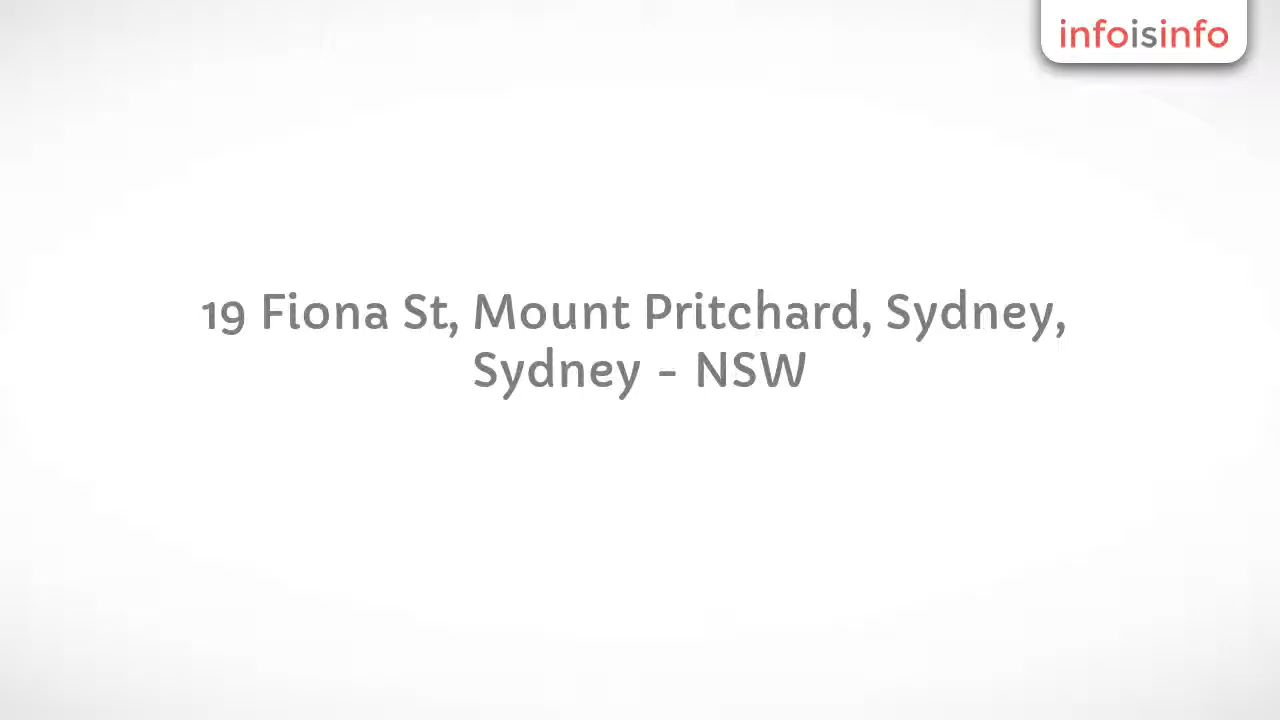 infoisinfo
19 Fiona St, Mount Pritchard, Sydney,
Sydney - NSW